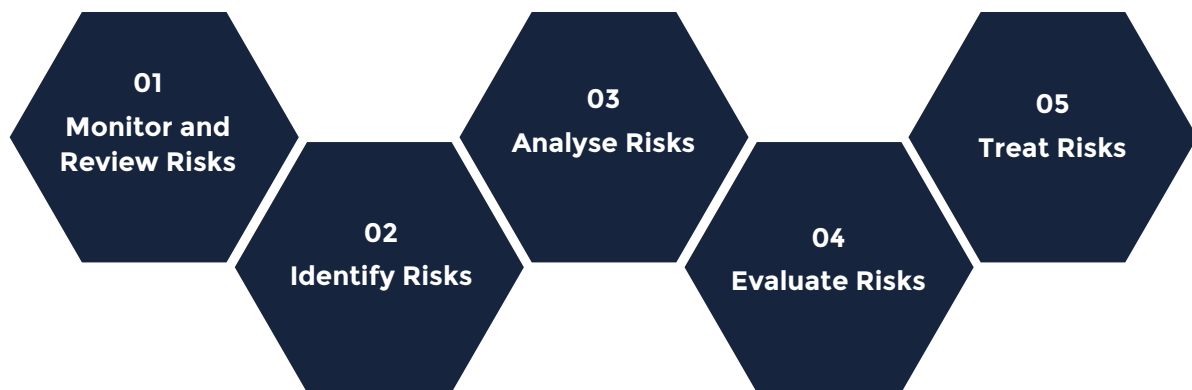 01
Monitor and
Review Risks
02
Identify Risks
03
Analyse Risks
04
Evaluate Risks
05
Treat Risks